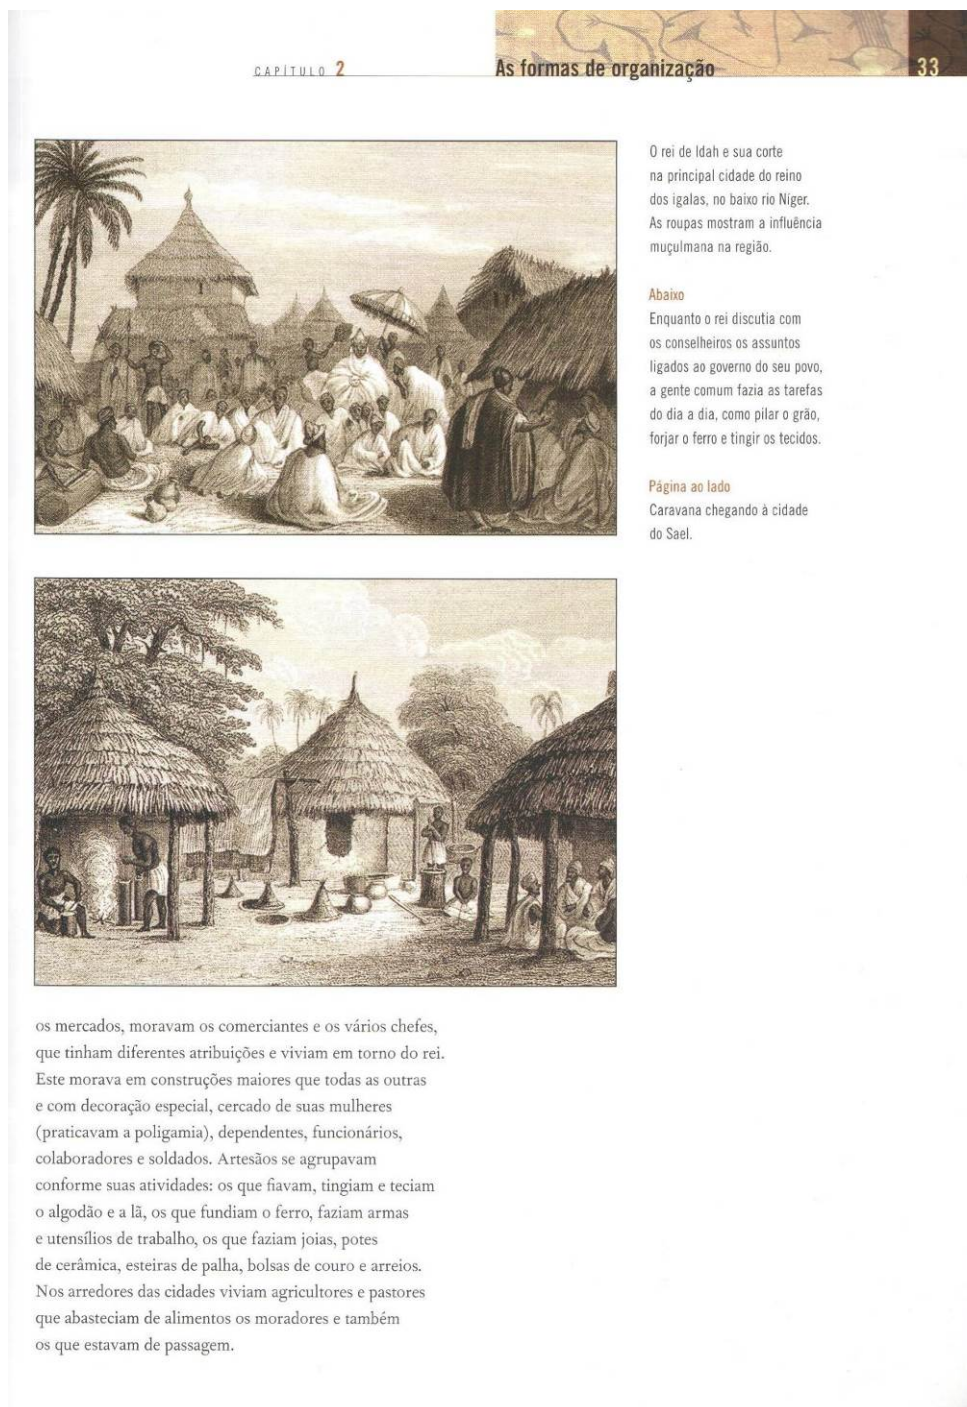 CAPÍTULO 2
As formas de organização
33
O rei de Idah e sua corte
na principal cidade do reino
dos igalas, no baixo rio Níger.
As roupas mostram a influência
muçulmana na região.
Abaixo
Enquanto o rei discutia com
os conselheiros os assuntos
ligados ao governo do seu povo,
a gente comum fazia as tarefas
do dia a dia, como pilar o grão,
forjar o ferro e tingir os tecidos.
Página ao lado
Caravana chegando à cidade
do Sael.
os mercados, moravam os comerciantes e os vários chefes,
que tinham diferentes atribuições e viviam em torno do rei.
Este morava em construções maiores que todas as outras
e com decoração especial, cercado de suas mulheres
(praticavam a poligamia), dependentes, funcionários,
colaboradores e soldados. Artesãos se agrupavam
conforme suas atividades: os que fiavam, tingiam e teciam
o algodão e a lã, os que fundiam o ferro, faziam armas
e utensílios de trabalho, os que faziam joias, potes
de cerâmica, esteiras de palha, bolsas de couro e arreios.
Nos arredores das cidades viviam agricultores e pastores
que abasteciam de alimentos os moradores e também
os que estavam de passagem.